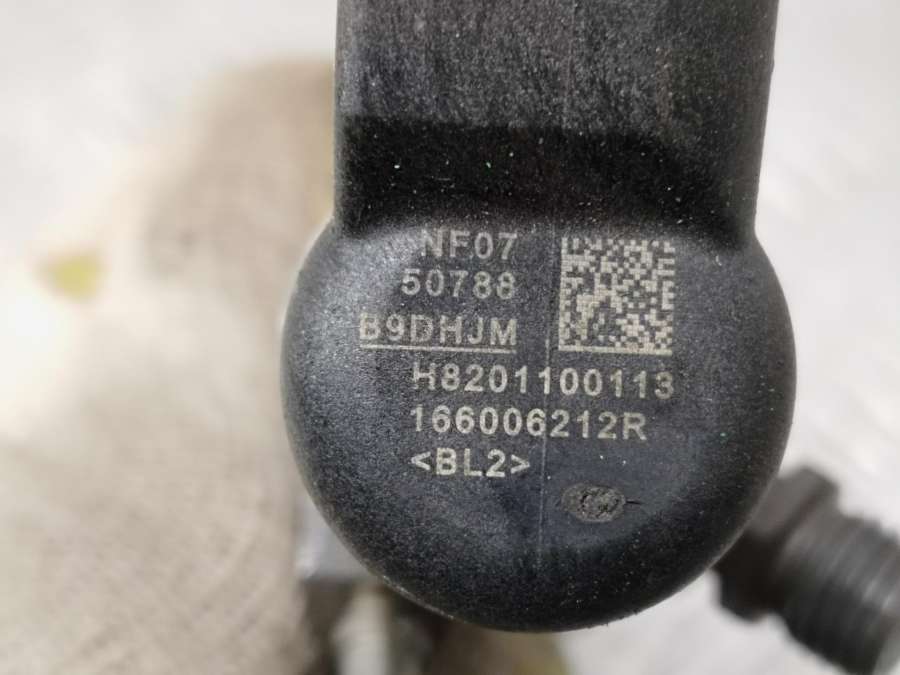 NF07
50788
B9DHJM
H8201100113
166006212R
<BL2>